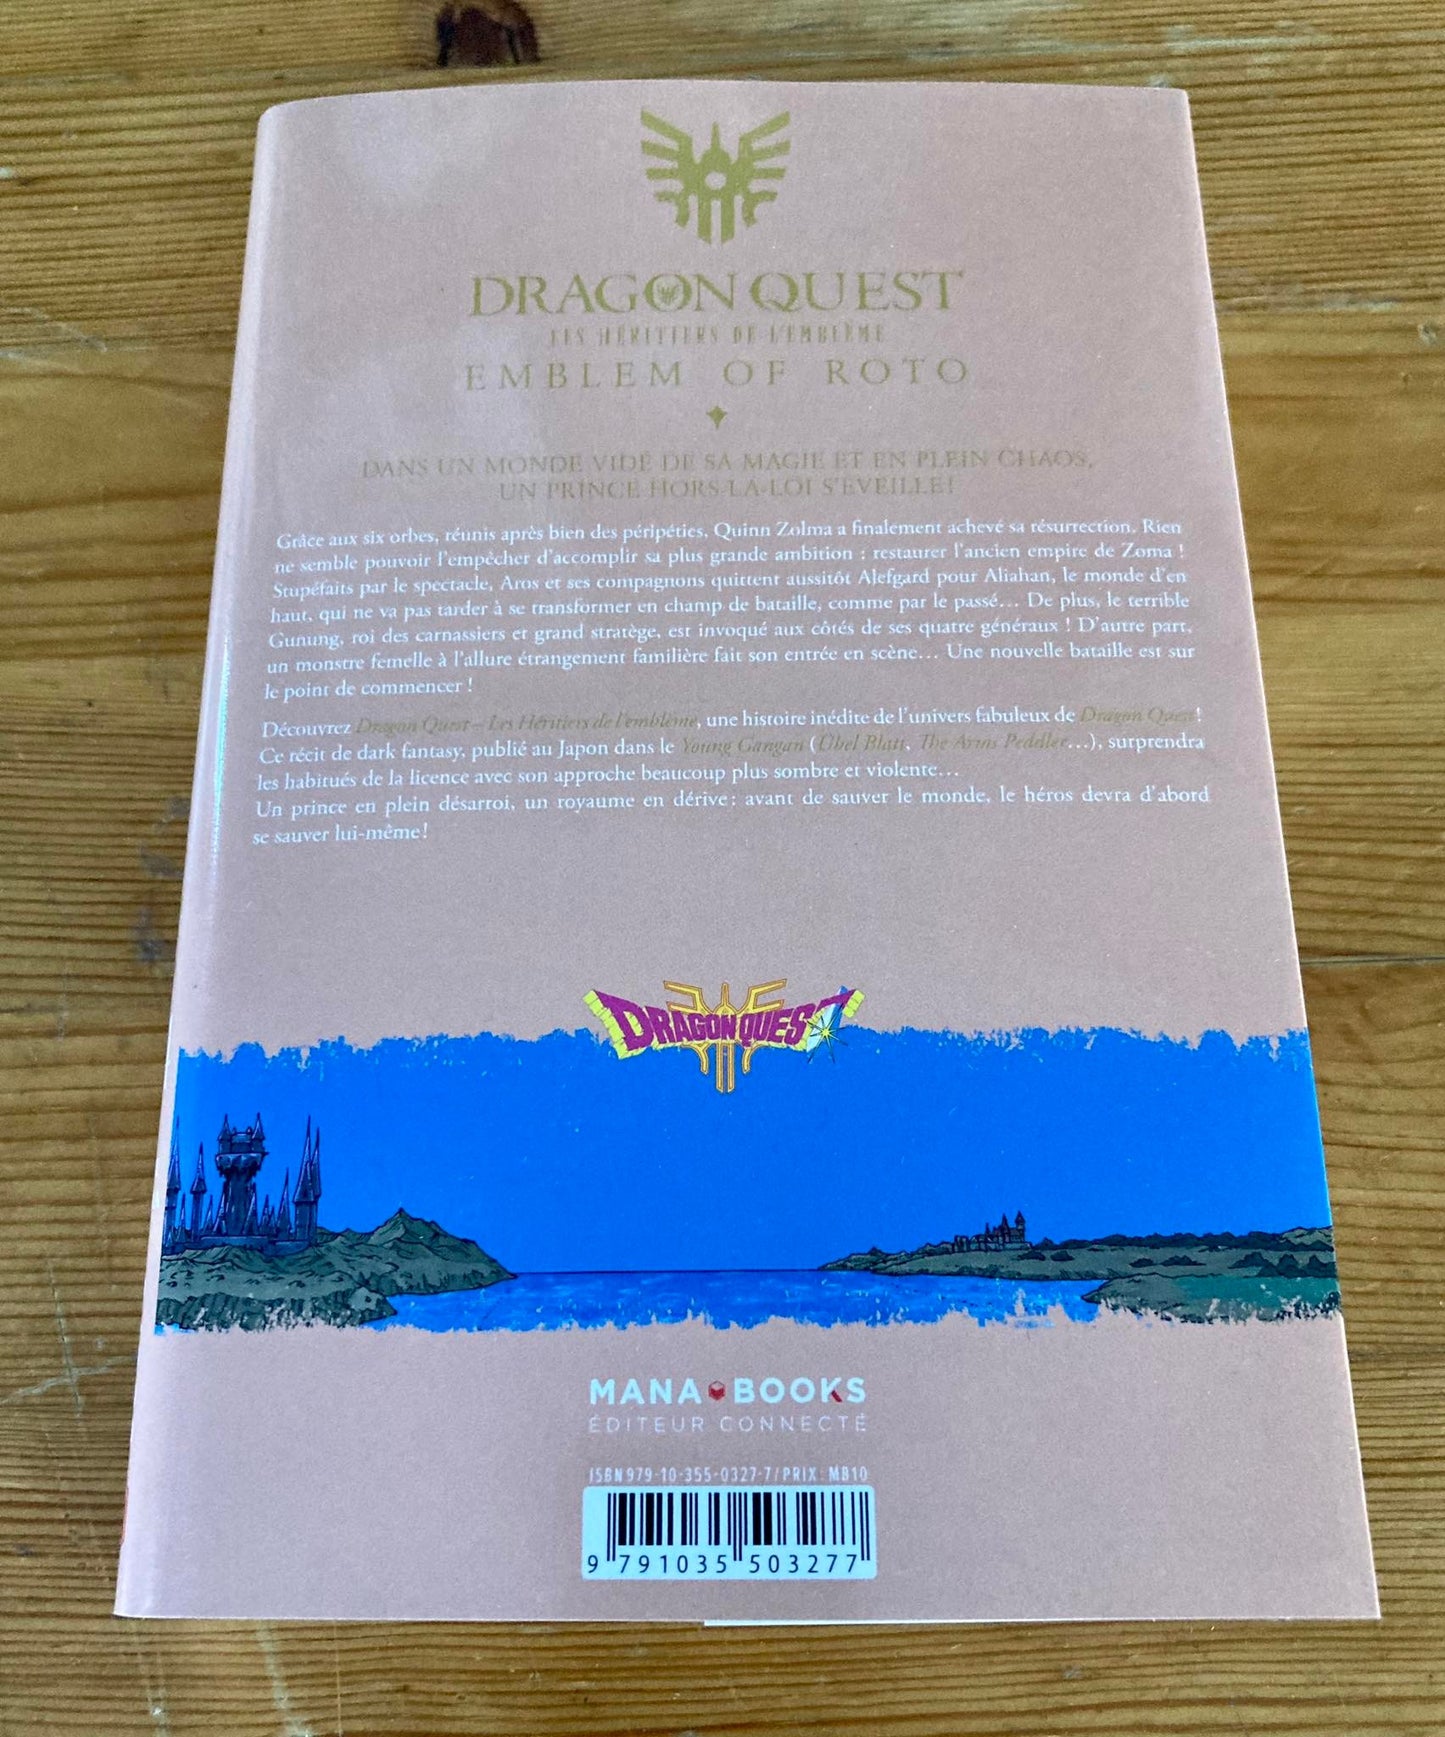 DRAGON QUEST
LES HÉRITIERS DE L'EMBLÈME
EMBLEM OF ROTO
DANS UN MONDE VIDÉ DE SA MAGIE ET EN PLEIN CHAOS,
UN PRINCE HORS-LA-LOI S'ÉVEILLE!
Grâce aux six orbes, réunis après bien des péripéties, Quinn Zolma a finalement achevé sa résurrection. Rien
ne semble pouvoir l'empêcher d'accomplir sa plus grande ambition : restaurer l'ancien empire de Zoma !
Stupéfaits par le spectacle, Aros et ses compagnons quittent aussitôt Alefgard pour Aliahan, le monde d'en
haut, qui ne va pas tarder à se transformer en champ de bataille, comme par le passé... De plus, le terrible
Gunung, roi des carnassiers et grand stratège, est invoqué aux côtés de ses quatre généraux ! D'autre part,
un monstre femelle à l'allure étrangement familière fait son entrée en scène... Une nouvelle bataille est sur
le point de commencer !
Découvrez Dragon Quest – Les Héritiers de l'emblème, une histoire inédite de l'univers fabuleux de Dragon Quest!
Ce récit de dark fantasy, publié au Japon dans le Young Gangan (Übel Blatt, The Arms Peddler...), surprendra
les habitués de la licence avec son approche beaucoup plus sombre et violente...
Un prince en plein désarroi, un royaume en dérive: avant de sauver le monde, le héros devra d'abord
se sauver lui-même!
DRAGON QUEST
MANA BOOKS
ÉDITEUR CONNECTÉ
ISBN 979-10-355-0327-7 / PRIX : MB10
9 791035 503277